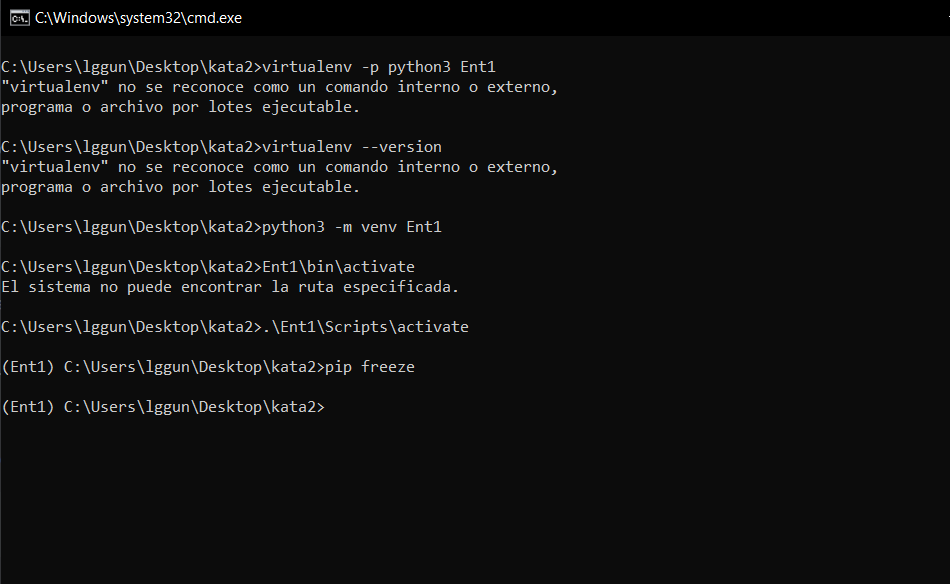 C:\Windows\system32\cmd.exe
C:\Users\lggun\Desktop\kata2>virtualenv -p python3 Ent1
"virtualenv" no se reconoce como un comando interno o externo,
programa o archivo por lotes ejecutable.
C:\Users\lggun\Desktop\kata2>virtualenv --version
"virtualenv" no se reconoce como un comando interno o externo,
programa o archivo por lotes ejecutable.
C:\Users\lggun\Desktop\kata2>python3 -m venv Ent1
C:\Users\lggun\Desktop\kata2>Ent1\bin\activate
El sistema no puede encontrar la ruta especificada.
C:\Users\lggun\Desktop\kata2>.\Ent1\Scripts\activate
(Ent1) C:\Users\lggun\Desktop\kata2>pip freeze
(Ent1) C:\Users\lggun\Desktop\kata2>